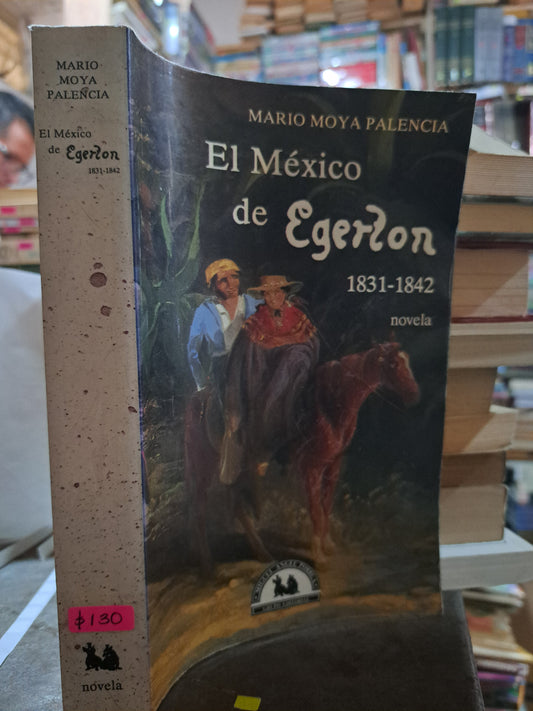 MARIO
MOYA
PALENCIA
El México
de Egerton
1831-1842
$130
novela
MARIO MOYA PALENCIA
El México
de Egerton
1831-1842
novela